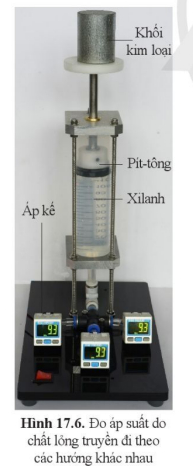 Khối
kim loại
Pít-tông
Xilanh
Áp kế
93
93
93
Hình 17.6. Đo áp suất do
chất lỏng truyền đi theo
các hướng khác nhau